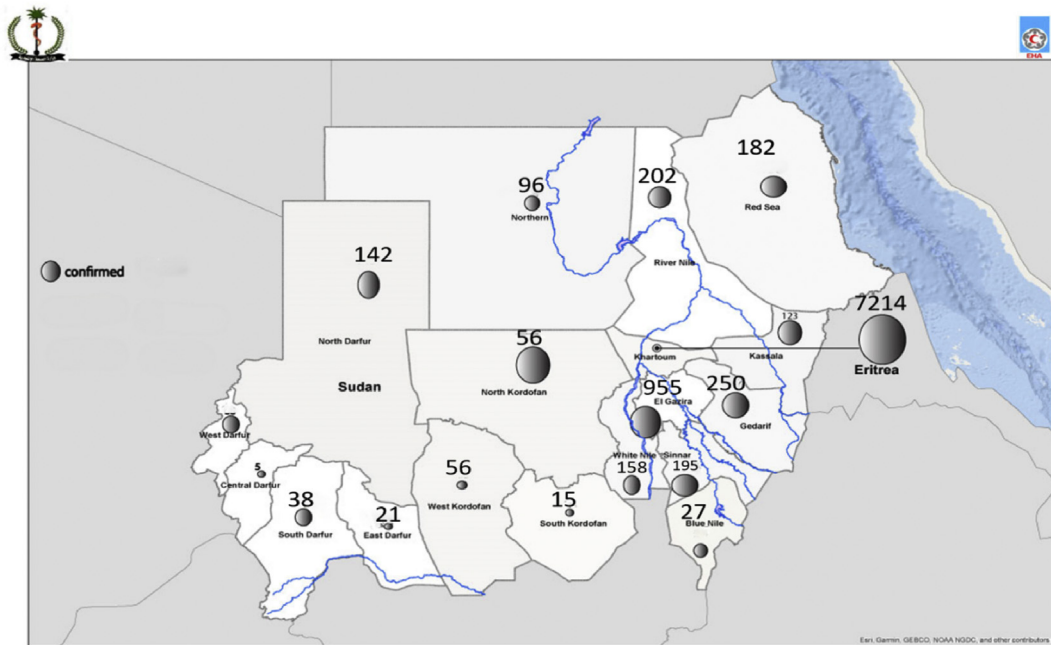 EHA
182
202
96
Northern
Red Sea
142
confirmed
River Nile
7214
123
56
Khartoum
Kassala
North Darfur
Eritrea
North Kordofan
Sudan
955
250
El Gazira
Gedarif
West Darfur
White Nile
Sinnar
56
158
195
5
Central Darfur
38
21
West Kordofan
15
27
South Kordofan
Blue Nile
South Darfur
East Darfur
Esri, Garmin, GEBCO, NOAA NGDC, and other contributors